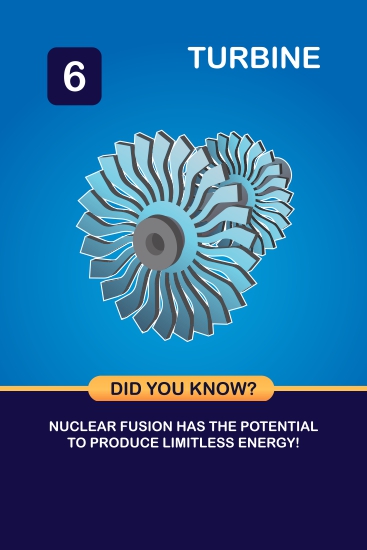 TURBINE
6
DID YOU KNOW?
NUCLEAR FUSION HAS THE POTENTIAL
TO PRODUCE LIMITLESS ENERGY!